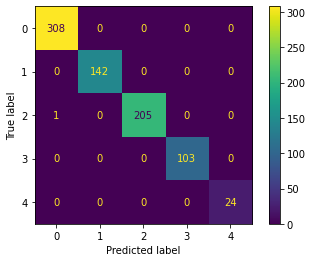 0 308 0 0 0 0 300
1 0 142 0 0 0 250
2 1 0 205 0 0 200
3 0 0 0 103 0 150
4 0 0 0 0 24 100
50
0
0 1 2 3 4
True label
Predicted label